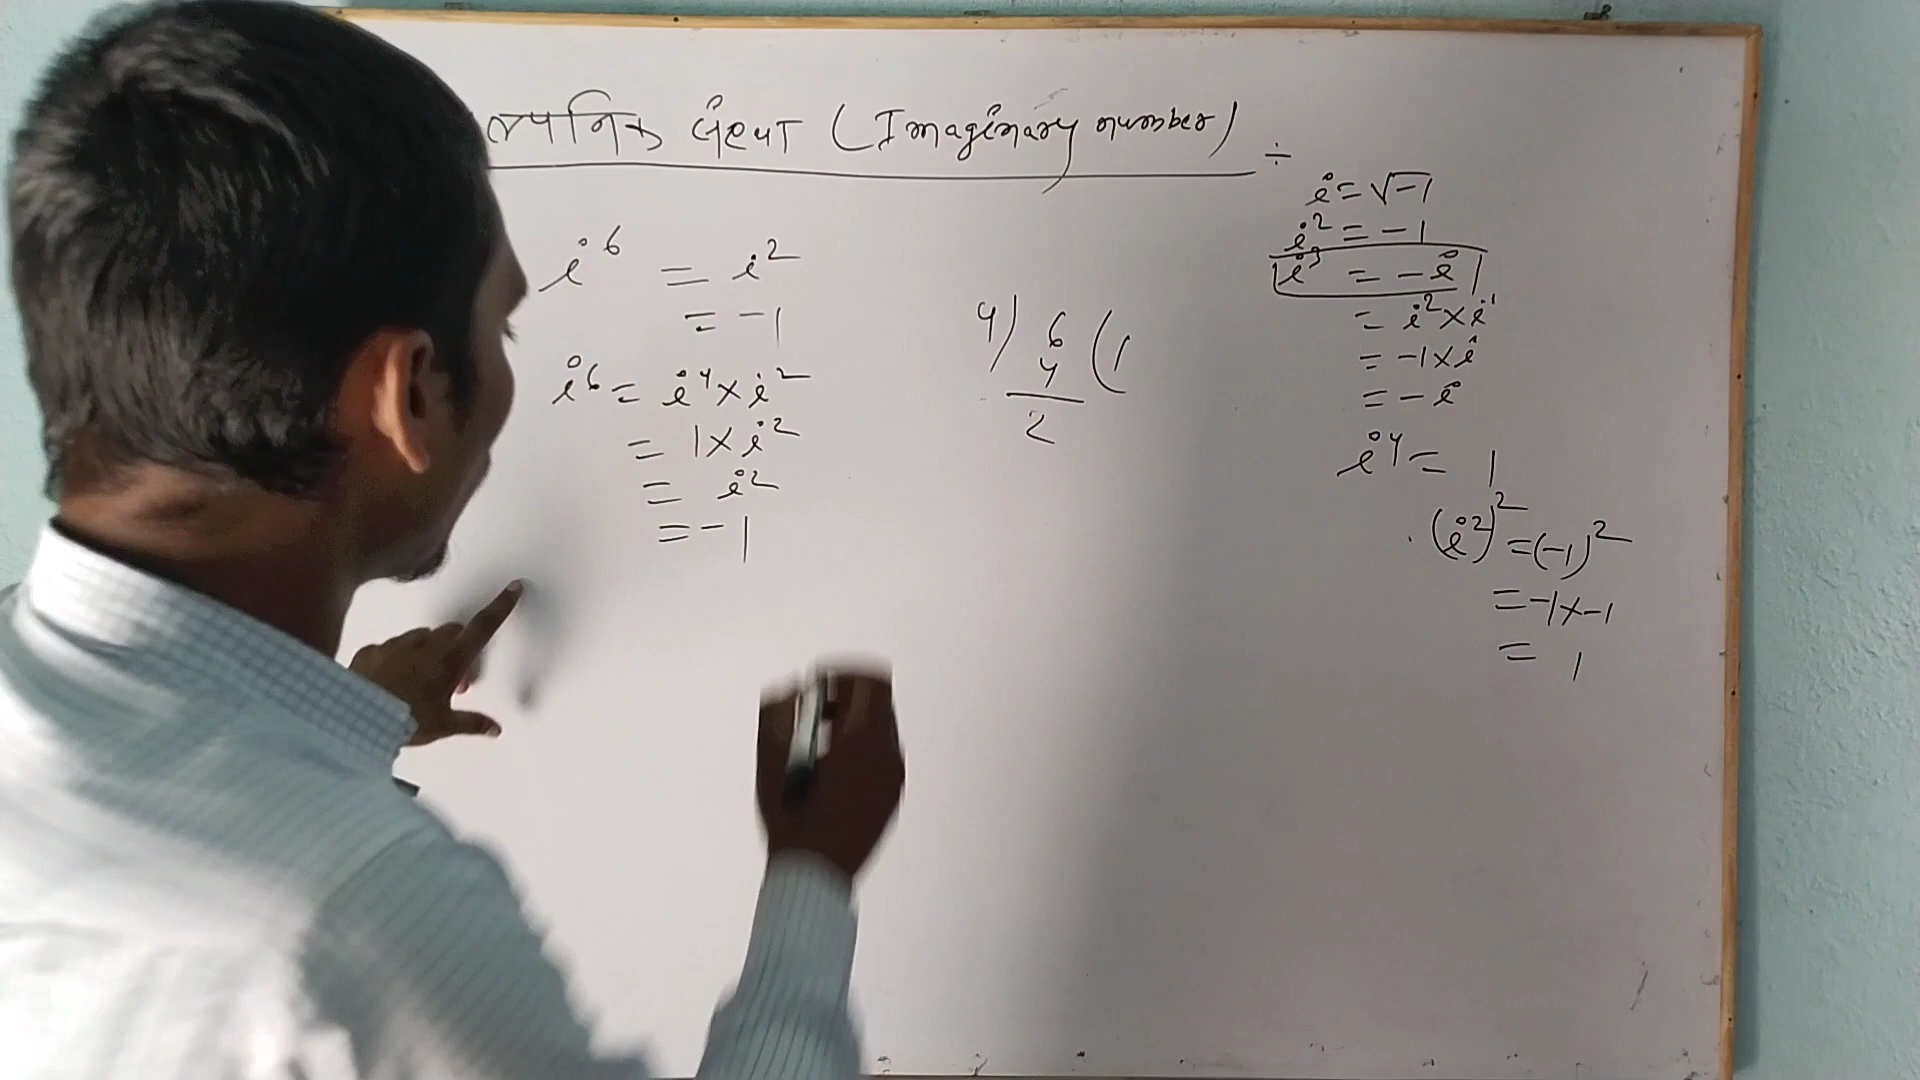 ल्पनिक संख्या (Imaginary number) ÷
i⁶ = i²
= -1
i⁶ = i⁴ × i²
= 1 × i²
= i²
= -1
4) 6 (1
4
2
i = √-1
i² = -1
i³ = -i
= i² × i¹
= -1 × i
= -i
i⁴ = 1
(i²)² = (-1)²
= -1 × -1
= 1